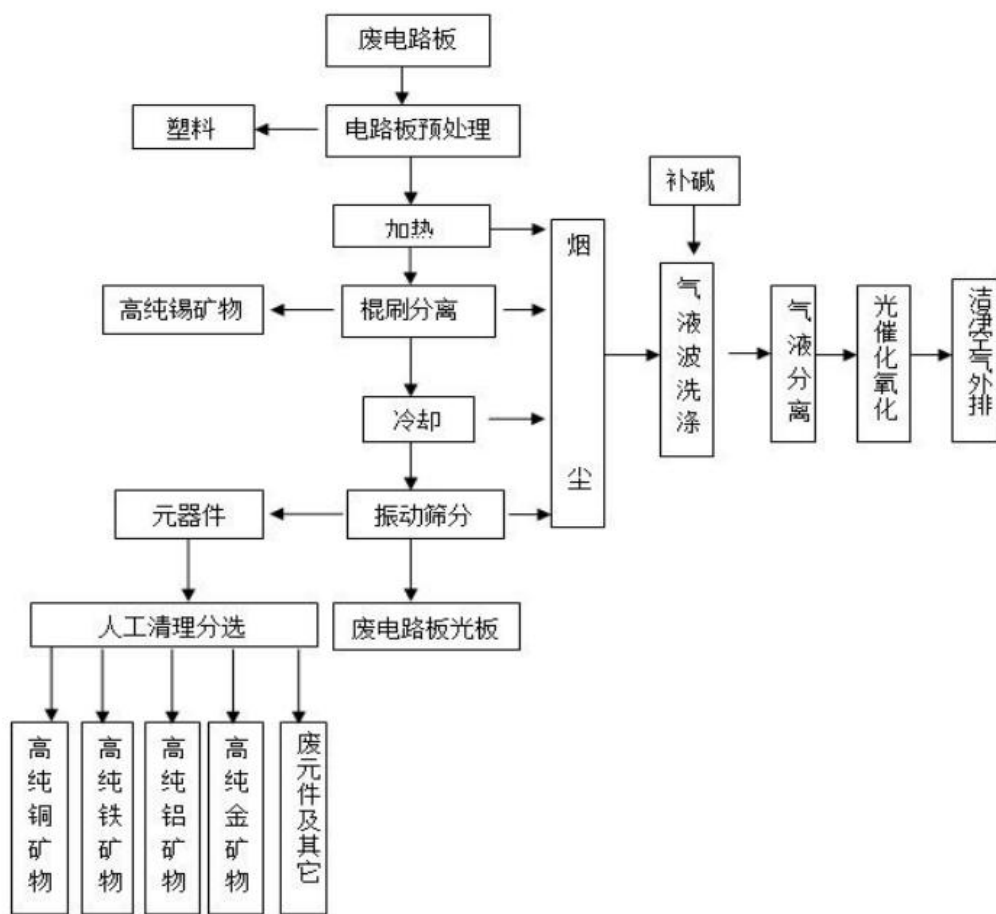 废电路板
塑料
电路板预处理
补碱
加热
烟尘
高纯锡矿物
棍刷分离
气液波洗涤
气液分离
光催化氧化
洁净空气外排
冷却
元器件
振动筛分
人工清理分选
废电路板光板
高纯铜矿物
高纯铁矿物
高纯铝矿物
高纯金矿物
废元件及其它